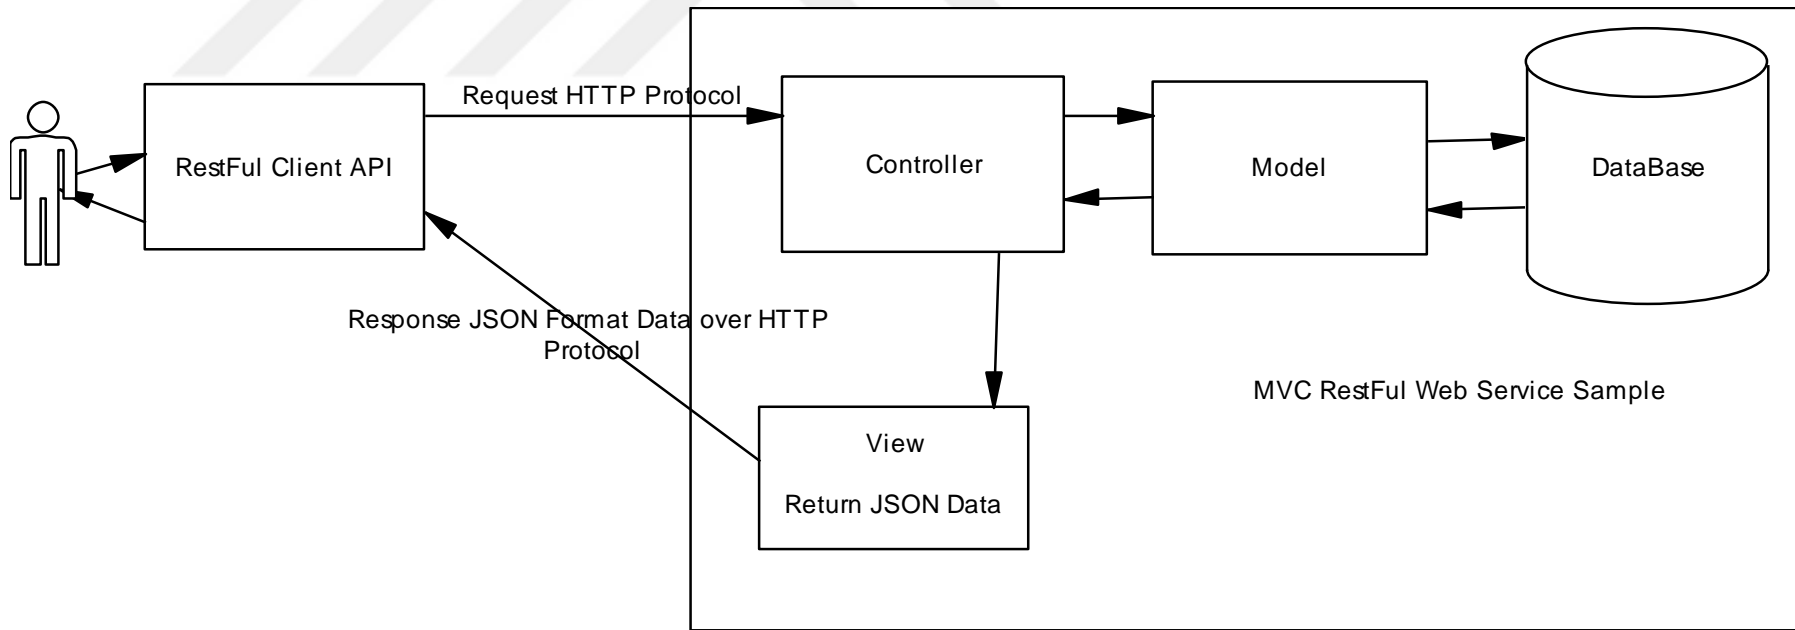 Request HTTP Protocol
RestFul Client API
Controller
Model
DataBase
Response JSON Format Data over HTTP
Protocol
MVC RestFul Web Service Sample
View
Return JSON Data